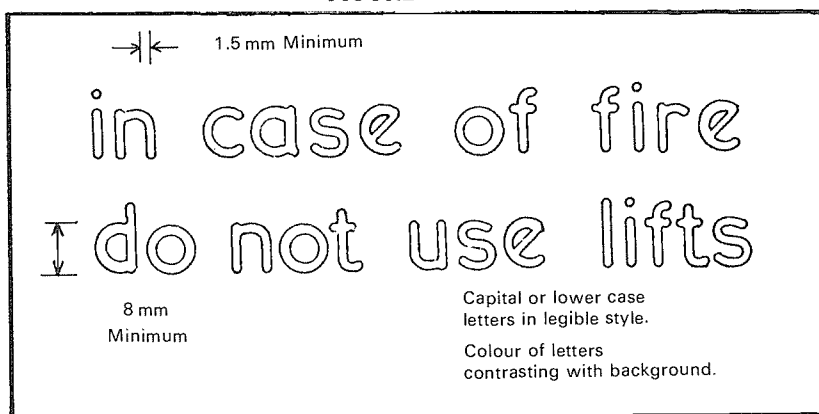 1.5 mm Minimum
in case of fire
do not use lifts
8 mm
Minimum
Capital or lower case
letters in legible style.
Colour of letters
contrasting with background.